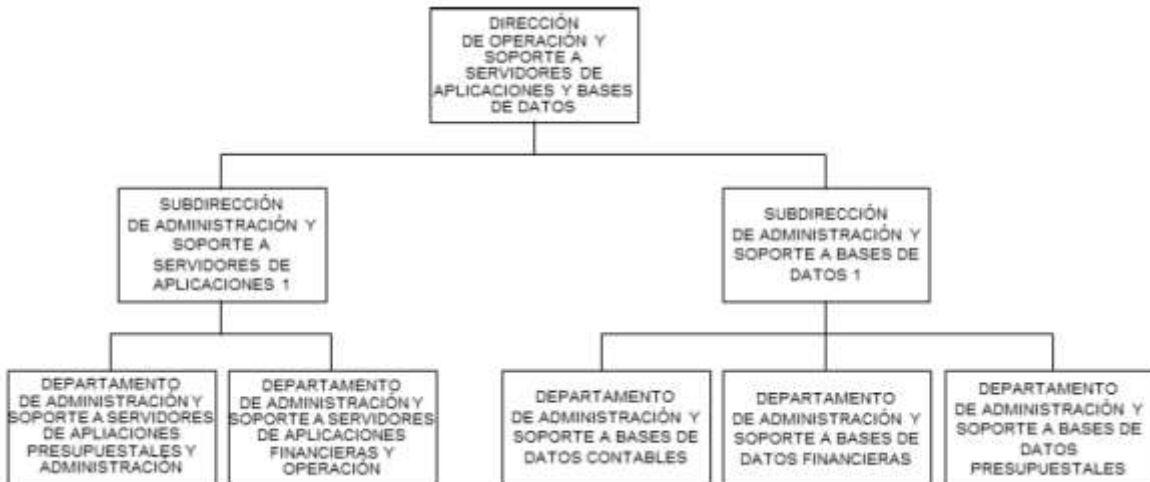 DIRECCIÓN
DE OPERACIÓN Y
SOPORTE A
SERVIDORES DE
APLICACIONES Y BASES
DE DATOS
SUBDIRECCIÓN
DE ADMINISTRACIÓN Y
SOPORTE A
SERVIDORES DE
APLICACIONES 1
SUBDIRECCIÓN
DE ADMINISTRACIÓN Y
SOPORTE A BASES DE
DATOS 1
DEPARTAMENTO
DE ADMINISTRACIÓN Y
SOPORTE A SERVIDORES
DE APLIACIONES
PRESUPUESTALES Y
ADMINISTRACIÓN
DEPARTAMENTO
DE ADMINISTRACIÓN Y
SOPORTE A SERVIDORES
DE APLICACIONES
FINANCIERAS Y
OPERACIÓN
DEPARTAMENTO
DE ADMINISTRACIÓN Y
SOPORTE A BASES DE
DATOS CONTABLES
DEPARTAMENTO
DE ADMINISTRACIÓN Y
SOPORTE A BASES DE
DATOS FINANCIERAS
DEPARTAMENTO
DE ADMINISTRACIÓN Y
SOPORTE A BASES DE
DATOS
PRESUPUESTALES